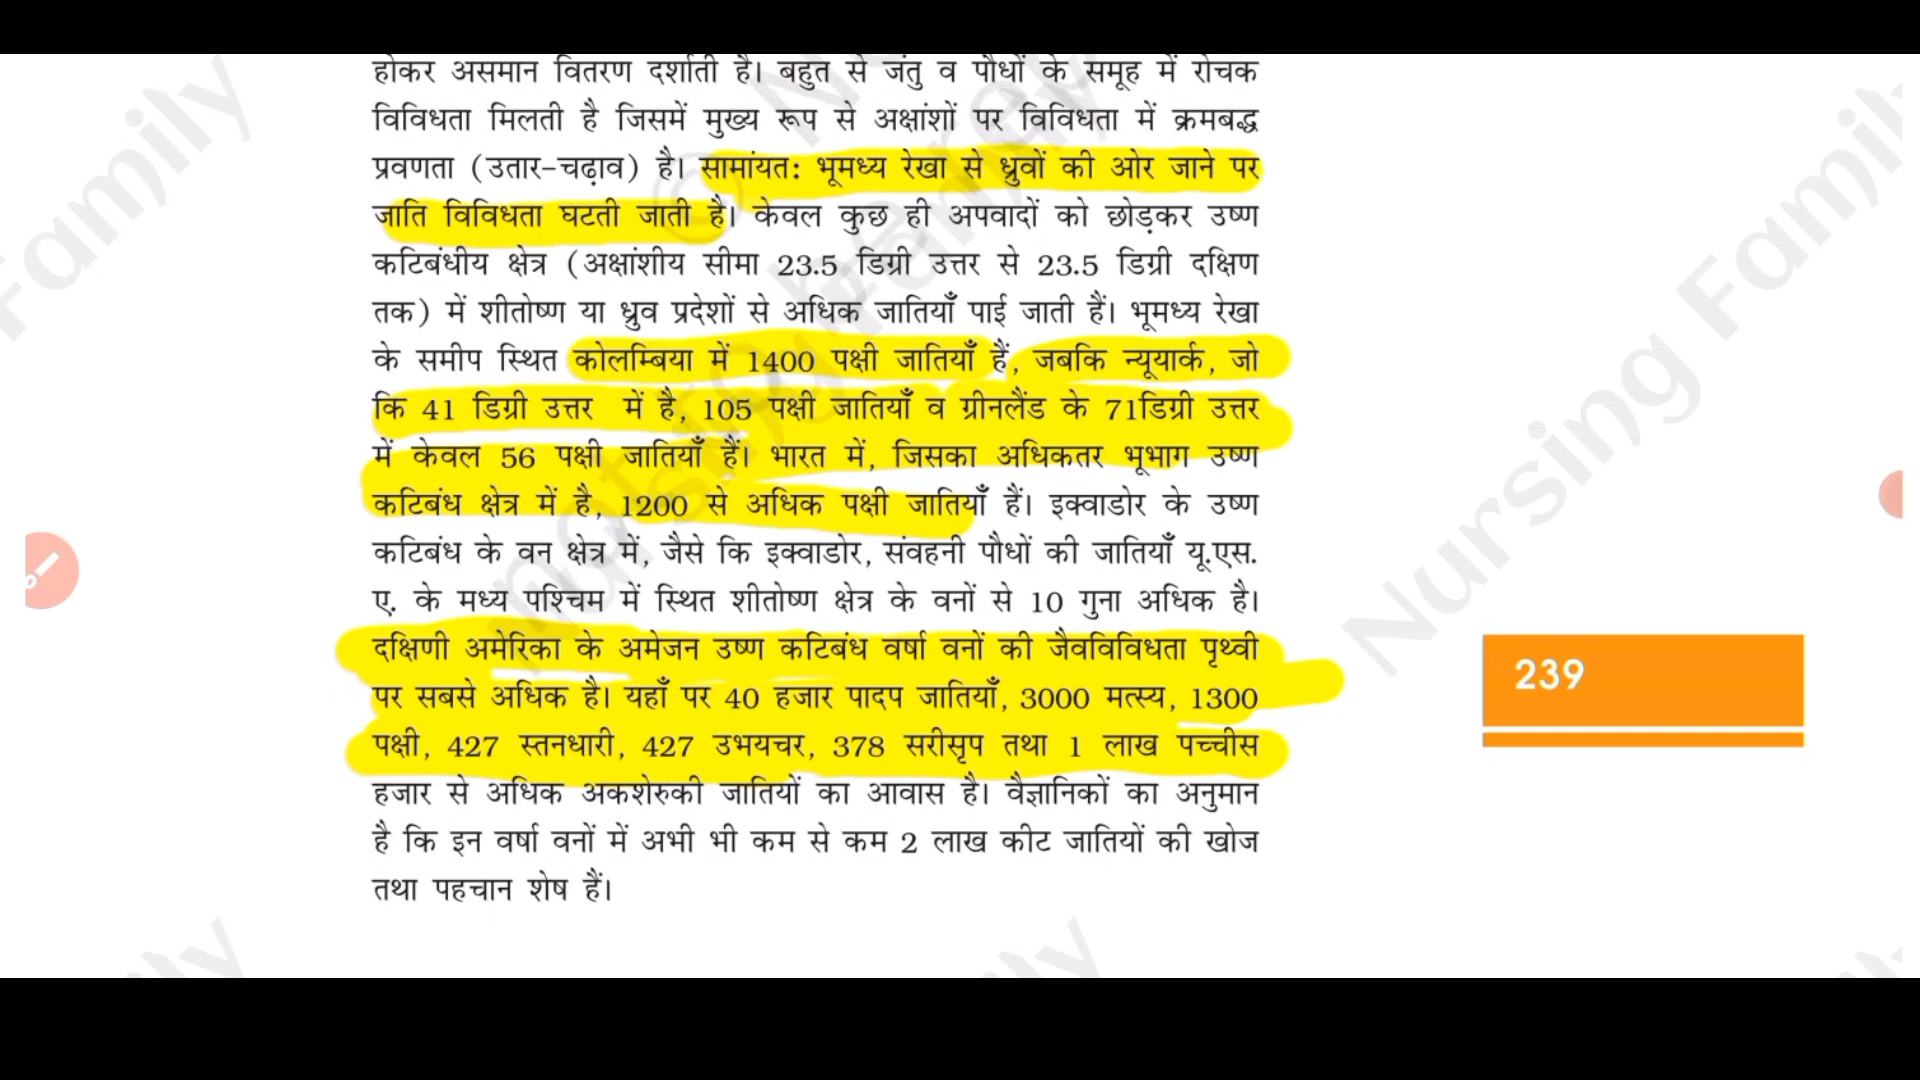 होकर असमान वितरण दर्शाती है। बहुत से जंतु व पौधों के समूह में रोचक
विविधता मिलती है जिसमें मुख्य रूप से अक्षांशों पर विविधता में क्रमबद्ध
प्रवणता (उतार-चढ़ाव) है। सामांयत: भूमध्य रेखा से ध्रुवों की ओर जाने पर
जाति विविधता घटती जाती है। केवल कुछ ही अपवादों को छोड़कर उष्ण
कटिबंधीय क्षेत्र (अक्षांशीय सीमा 23.5 डिग्री उत्तर से 23.5 डिग्री दक्षिण
तक) में शीतोष्ण या ध्रुव प्रदेशों से अधिक जातियाँ पाई जाती हैं। भूमध्य रेखा
के समीप स्थित कोलम्बिया में 1400 पक्षी जातियाँ हैं, जबकि न्यूयार्क, जो
कि 41 डिग्री उत्तर में है, 105 पक्षी जातियाँ व ग्रीनलैंड के 71डिग्री उत्तर
में केवल 56 पक्षी जातियाँ हैं। भारत में, जिसका अधिकतर भूभाग उष्ण
कटिबंध क्षेत्र में है, 1200 से अधिक पक्षी जातियाँ हैं। इक्वाडोर के उष्ण
कटिबंध के वन क्षेत्र में, जैसे कि इक्वाडोर, संवहनी पौधों की जातियाँ यू.एस.
ए. के मध्य पश्चिम में स्थित शीतोष्ण क्षेत्र के वनों से 10 गुना अधिक है।
दक्षिणी अमेरिका के अमेजन उष्ण कटिबंध वर्षा वनों की जैवविविधता पृथ्वी
पर सबसे अधिक है। यहाँ पर 40 हजार पादप जातियाँ, 3000 मत्स्य, 1300
पक्षी, 427 स्तनधारी, 427 उभयचर, 378 सरीसृप तथा 1 लाख पच्चीस
हजार से अधिक अकशेरुकी जातियों का आवास है। वैज्ञानिकों का अनुमान
है कि इन वर्षा वनों में अभी भी कम से कम 2 लाख कीट जातियों की खोज
तथा पहचान शेष हैं।
239
Family
Nursing Family